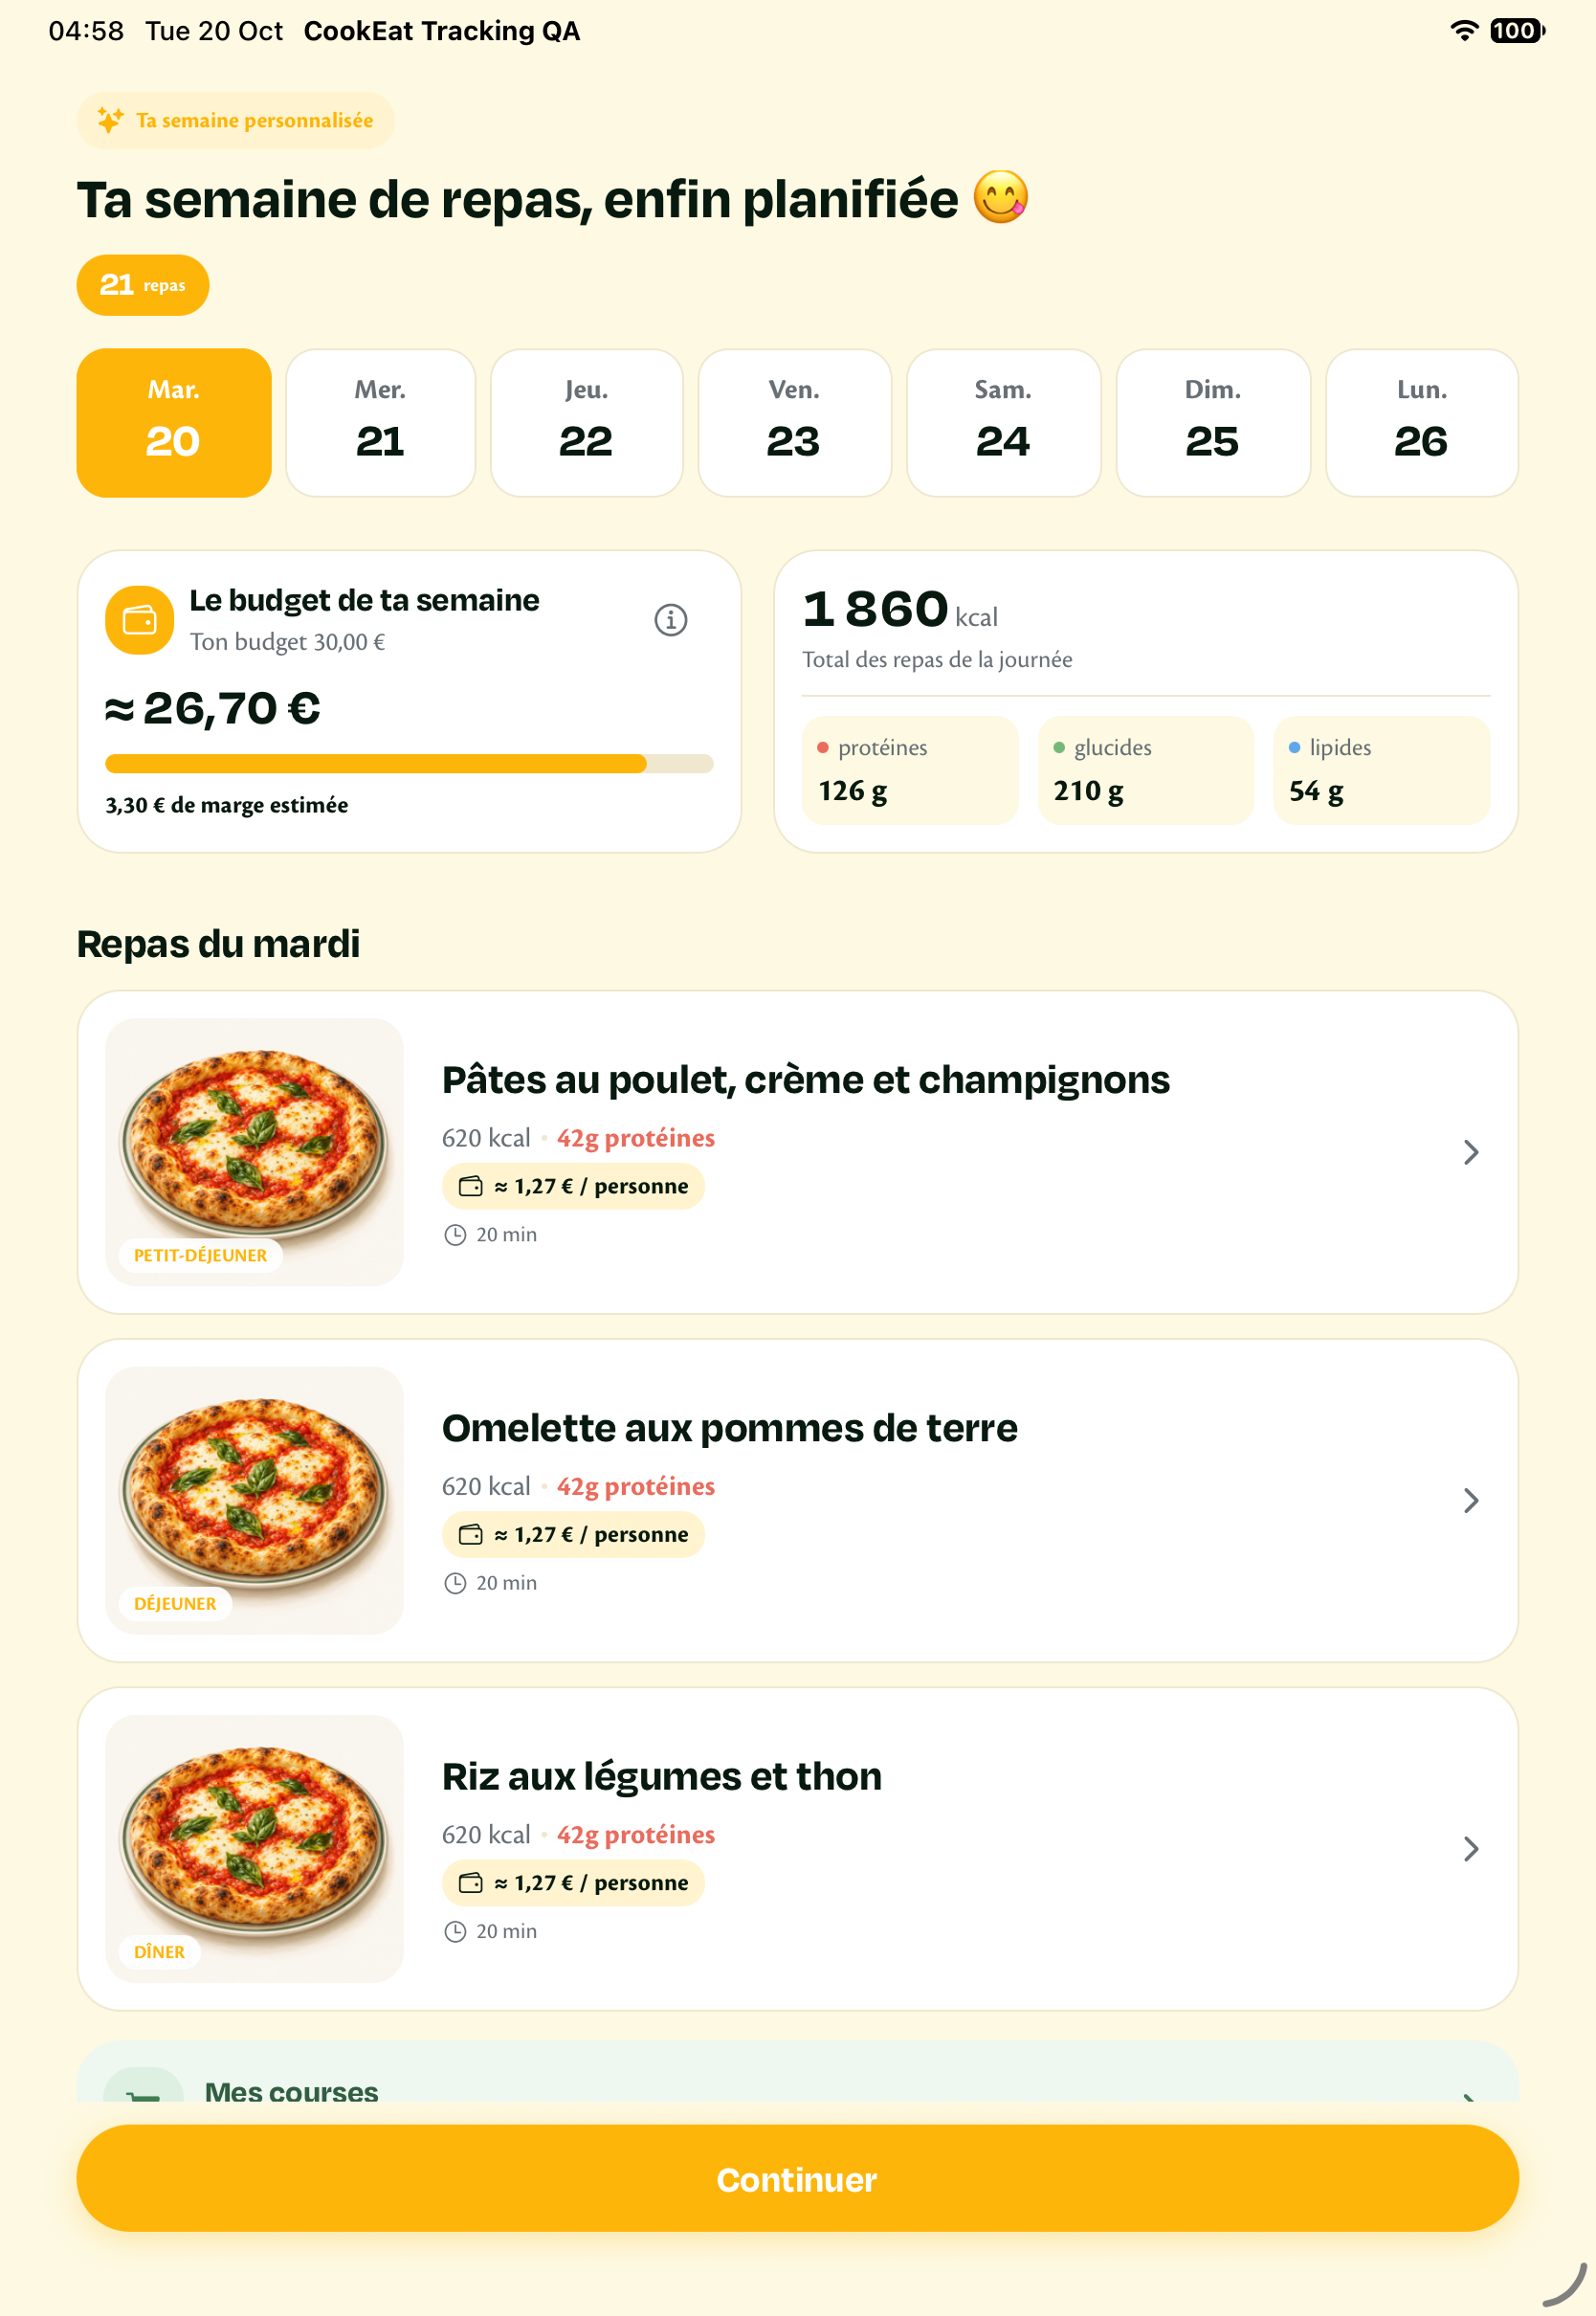 04:58 Tue 20 Oct CookEat Tracking QA 100
Ta semaine personnalisée
Ta semaine de repas, enfin planifiée 😋
21 repas
Mar. Mer. Jeu. Ven. Sam. Dim. Lun.
20 21 22 23 24 25 26
Le budget de ta semaine
Ton budget 30,00 €
≈ 26,70 €
3,30 € de marge estimée
1 860 kcal
Total des repas de la journée
protéines glucides lipides
126 g 210 g 54 g
Repas du mardi
PETIT-DÉJEUNER
Pâtes au poulet, crème et champignons
620 kcal • 42g protéines
≈ 1,27 € / personne
20 min
DÉJEUNER
Omelette aux pommes de terre
620 kcal • 42g protéines
≈ 1,27 € / personne
20 min
DÎNER
Riz aux légumes et thon
620 kcal • 42g protéines
≈ 1,27 € / personne
20 min
Mes courses
Continuer